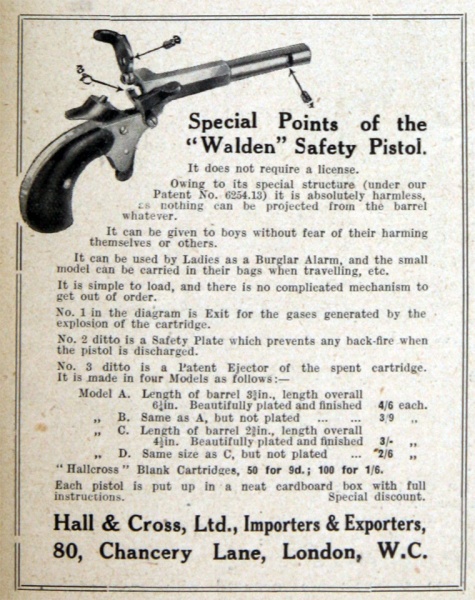 Special Points of the
"Walden" Safety Pistol.
It does not require a license.
Owing to its special structure (under our
Patent No. 6254.13) it is absolutely harmless,
as nothing can be projected from the barrel
whatever.
It can be given to boys without fear of their harming
themselves or others.
It can be used by Ladies as a Burglar Alarm, and the small
model can be carried in their bags when travelling, etc.
It is simple to load, and there is no complicated mechanism to
get out of order.
No. 1 in the diagram is Exit for the gases generated by the
explosion of the cartridge.
No. 2 ditto is a Safety Plate which prevents any back-fire when
the pistol is discharged.
No. 3 ditto is a Patent Ejector of the spent cartridge.
It is made in four Models as follows:—
Model A. Length of barrel 3¾in., length overall
6¼in. Beautifully plated and finished 4/6 each.
„ B. Same as A, but not plated ... ... 3/9 „
„ C. Length of barrel 2¾in., length overall
4½in. Beautifully plated and finished 3/- „
„ D. Same size as C, but not plated ... 2/6 „
"Hallcross" Blank Cartridges, 50 for 9d.; 100 for 1/6.
Each pistol is put up in a neat cardboard box with full
instructions. Special discount.
Hall & Cross, Ltd., Importers & Exporters,
80, Chancery Lane, London, W.C.